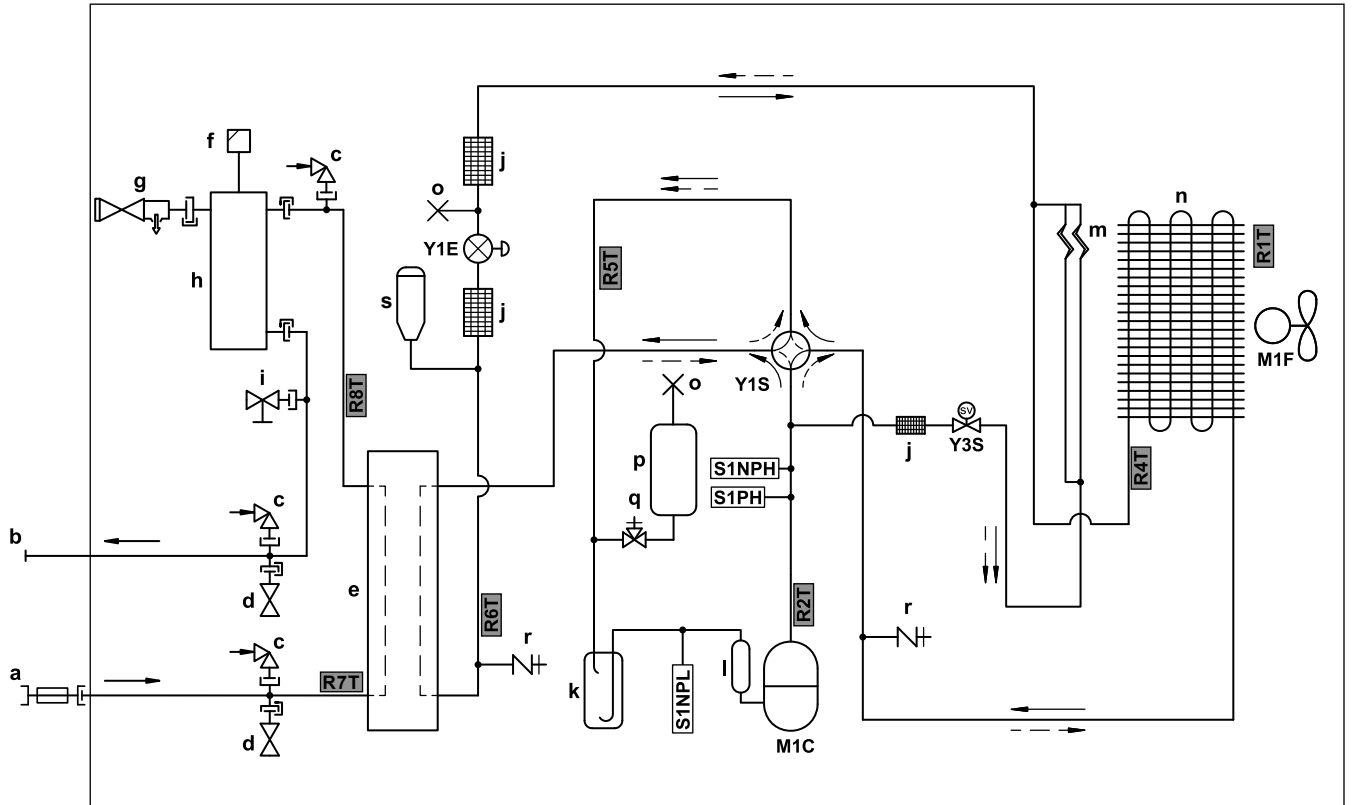 f
c
j
g
o
Y1E
n
m
R1T
h
R5T
s
j
M1F
Y1S
i
R8T
o
j
Y3S
p
S1NPH
R4T
c
q
S1PH
b
e
d
R6T
R2T
r
c
r
a
R7T
k
S1NPL
l
d
M1C
SV